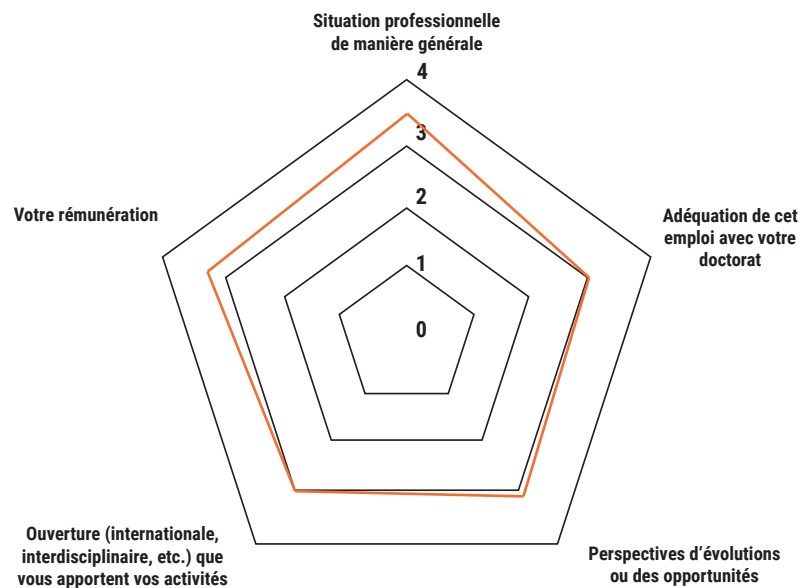 Situation professionnelle
de manière générale
4
3
2
1
0
Votre rémunération
Adéquation de cet
emploi avec votre
doctorat
Ouverture (internationale,
interdisciplinaire, etc.) que
vous apportent vos activités
Perspectives d’évolutions
ou des opportunités